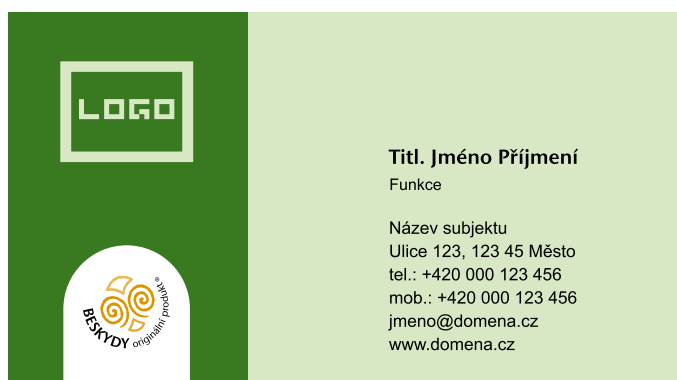 LOGO
Titl. Jméno Příjmení
Funkce
Název subjektu
Ulice 123, 123 45 Město
tel.: +420 000 123 456
mob.: +420 000 123 456
jmeno@domena.cz
www.domena.cz
BESKYDY originální produkt®